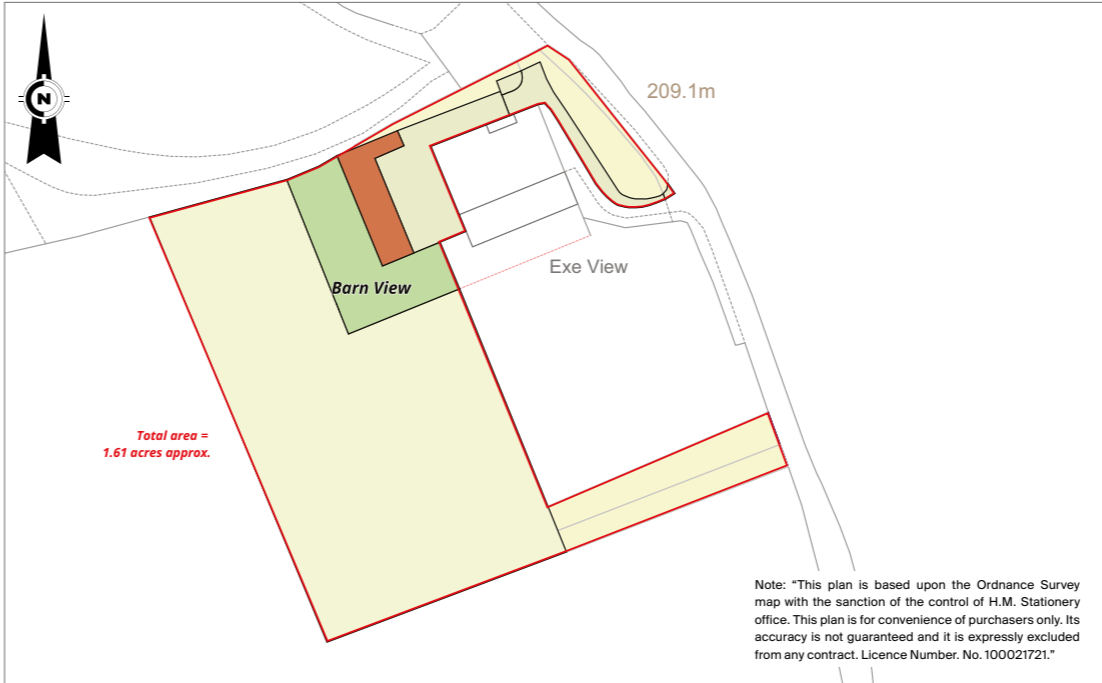 N
209.1m
Exe View
Barn View
Total area =
1.61 acres approx.
Note: “This plan is based upon the Ordnance Survey
map with the sanction of the control of H.M. Stationery
office. This plan is for convenience of purchasers only. Its
accuracy is not guaranteed and it is expressly excluded
from any contract. Licence Number. No. 100021721.”